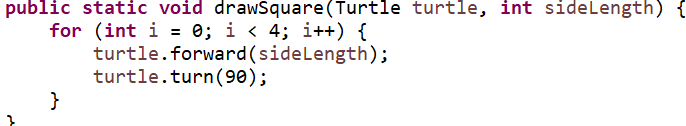 public static void drawSquare(Turtle turtle, int sideLength) {
    for (int i = 0; i < 4; i++) {
        turtle.forward(sideLength);
        turtle.turn(90);
    }
}